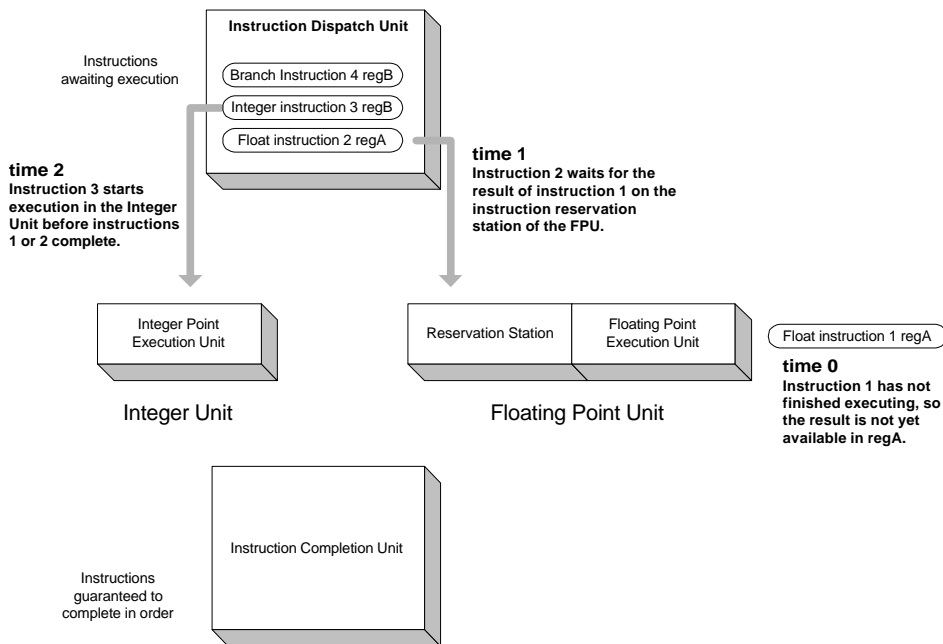 Instruction Dispatch Unit
Instructions
awaiting execution
Branch Instruction 4 regB
Integer instruction 3 regB
Float instruction 2 regA
time 2
Instruction 3 starts
execution in the Integer
Unit before instructions
1 or 2 complete.
time 1
Instruction 2 waits for the
result of instruction 1 on the
instruction reservation
station of the FPU.
Integer Point
Execution Unit
Integer Unit
Reservation Station
Floating Point
Execution Unit
Floating Point Unit
Float instruction 1 regA
time 0
Instruction 1 has not
finished executing, so
the result is not yet
available in regA.
Instruction Completion Unit
Instructions
guaranteed to
complete in order